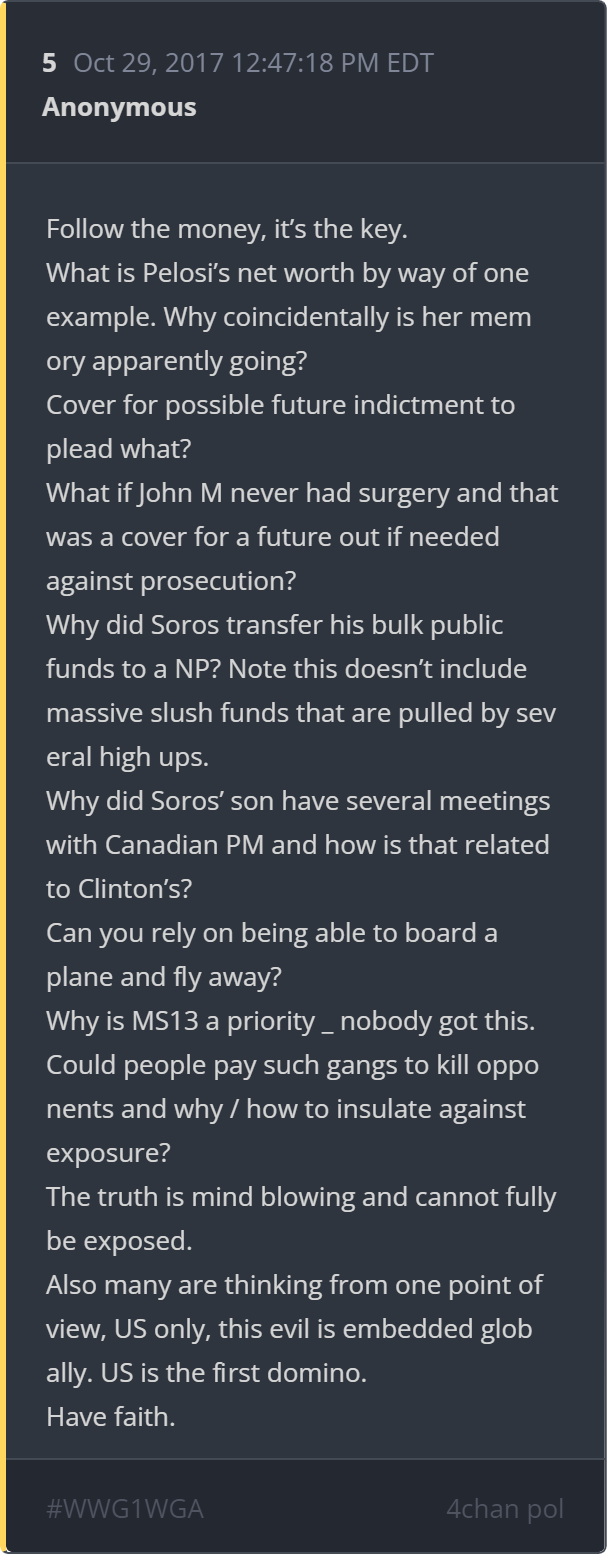 5 Oct 29, 2017 12:47:18 PM EDT
Anonymous
Follow the money, it’s the key.
What is Pelosi’s net worth by way of one
example. Why coincidentally is her mem
ory apparently going?
Cover for possible future indictment to
plead what?
What if John M never had surgery and that
was a cover for a future out if needed
against prosecution?
Why did Soros transfer his bulk public
funds to a NP? Note this doesn’t include
massive slush funds that are pulled by sev
eral high ups.
Why did Soros’ son have several meetings
with Canadian PM and how is that related
to Clinton’s?
Can you rely on being able to board a
plane and fly away?
Why is MS13 a priority _ nobody got this.
Could people pay such gangs to kill oppo
nents and why / how to insulate against
exposure?
The truth is mind blowing and cannot fully
be exposed.
Also many are thinking from one point of
view, US only, this evil is embedded glob
ally. US is the first domino.
Have faith.
#WWG1WGA 4chan pol